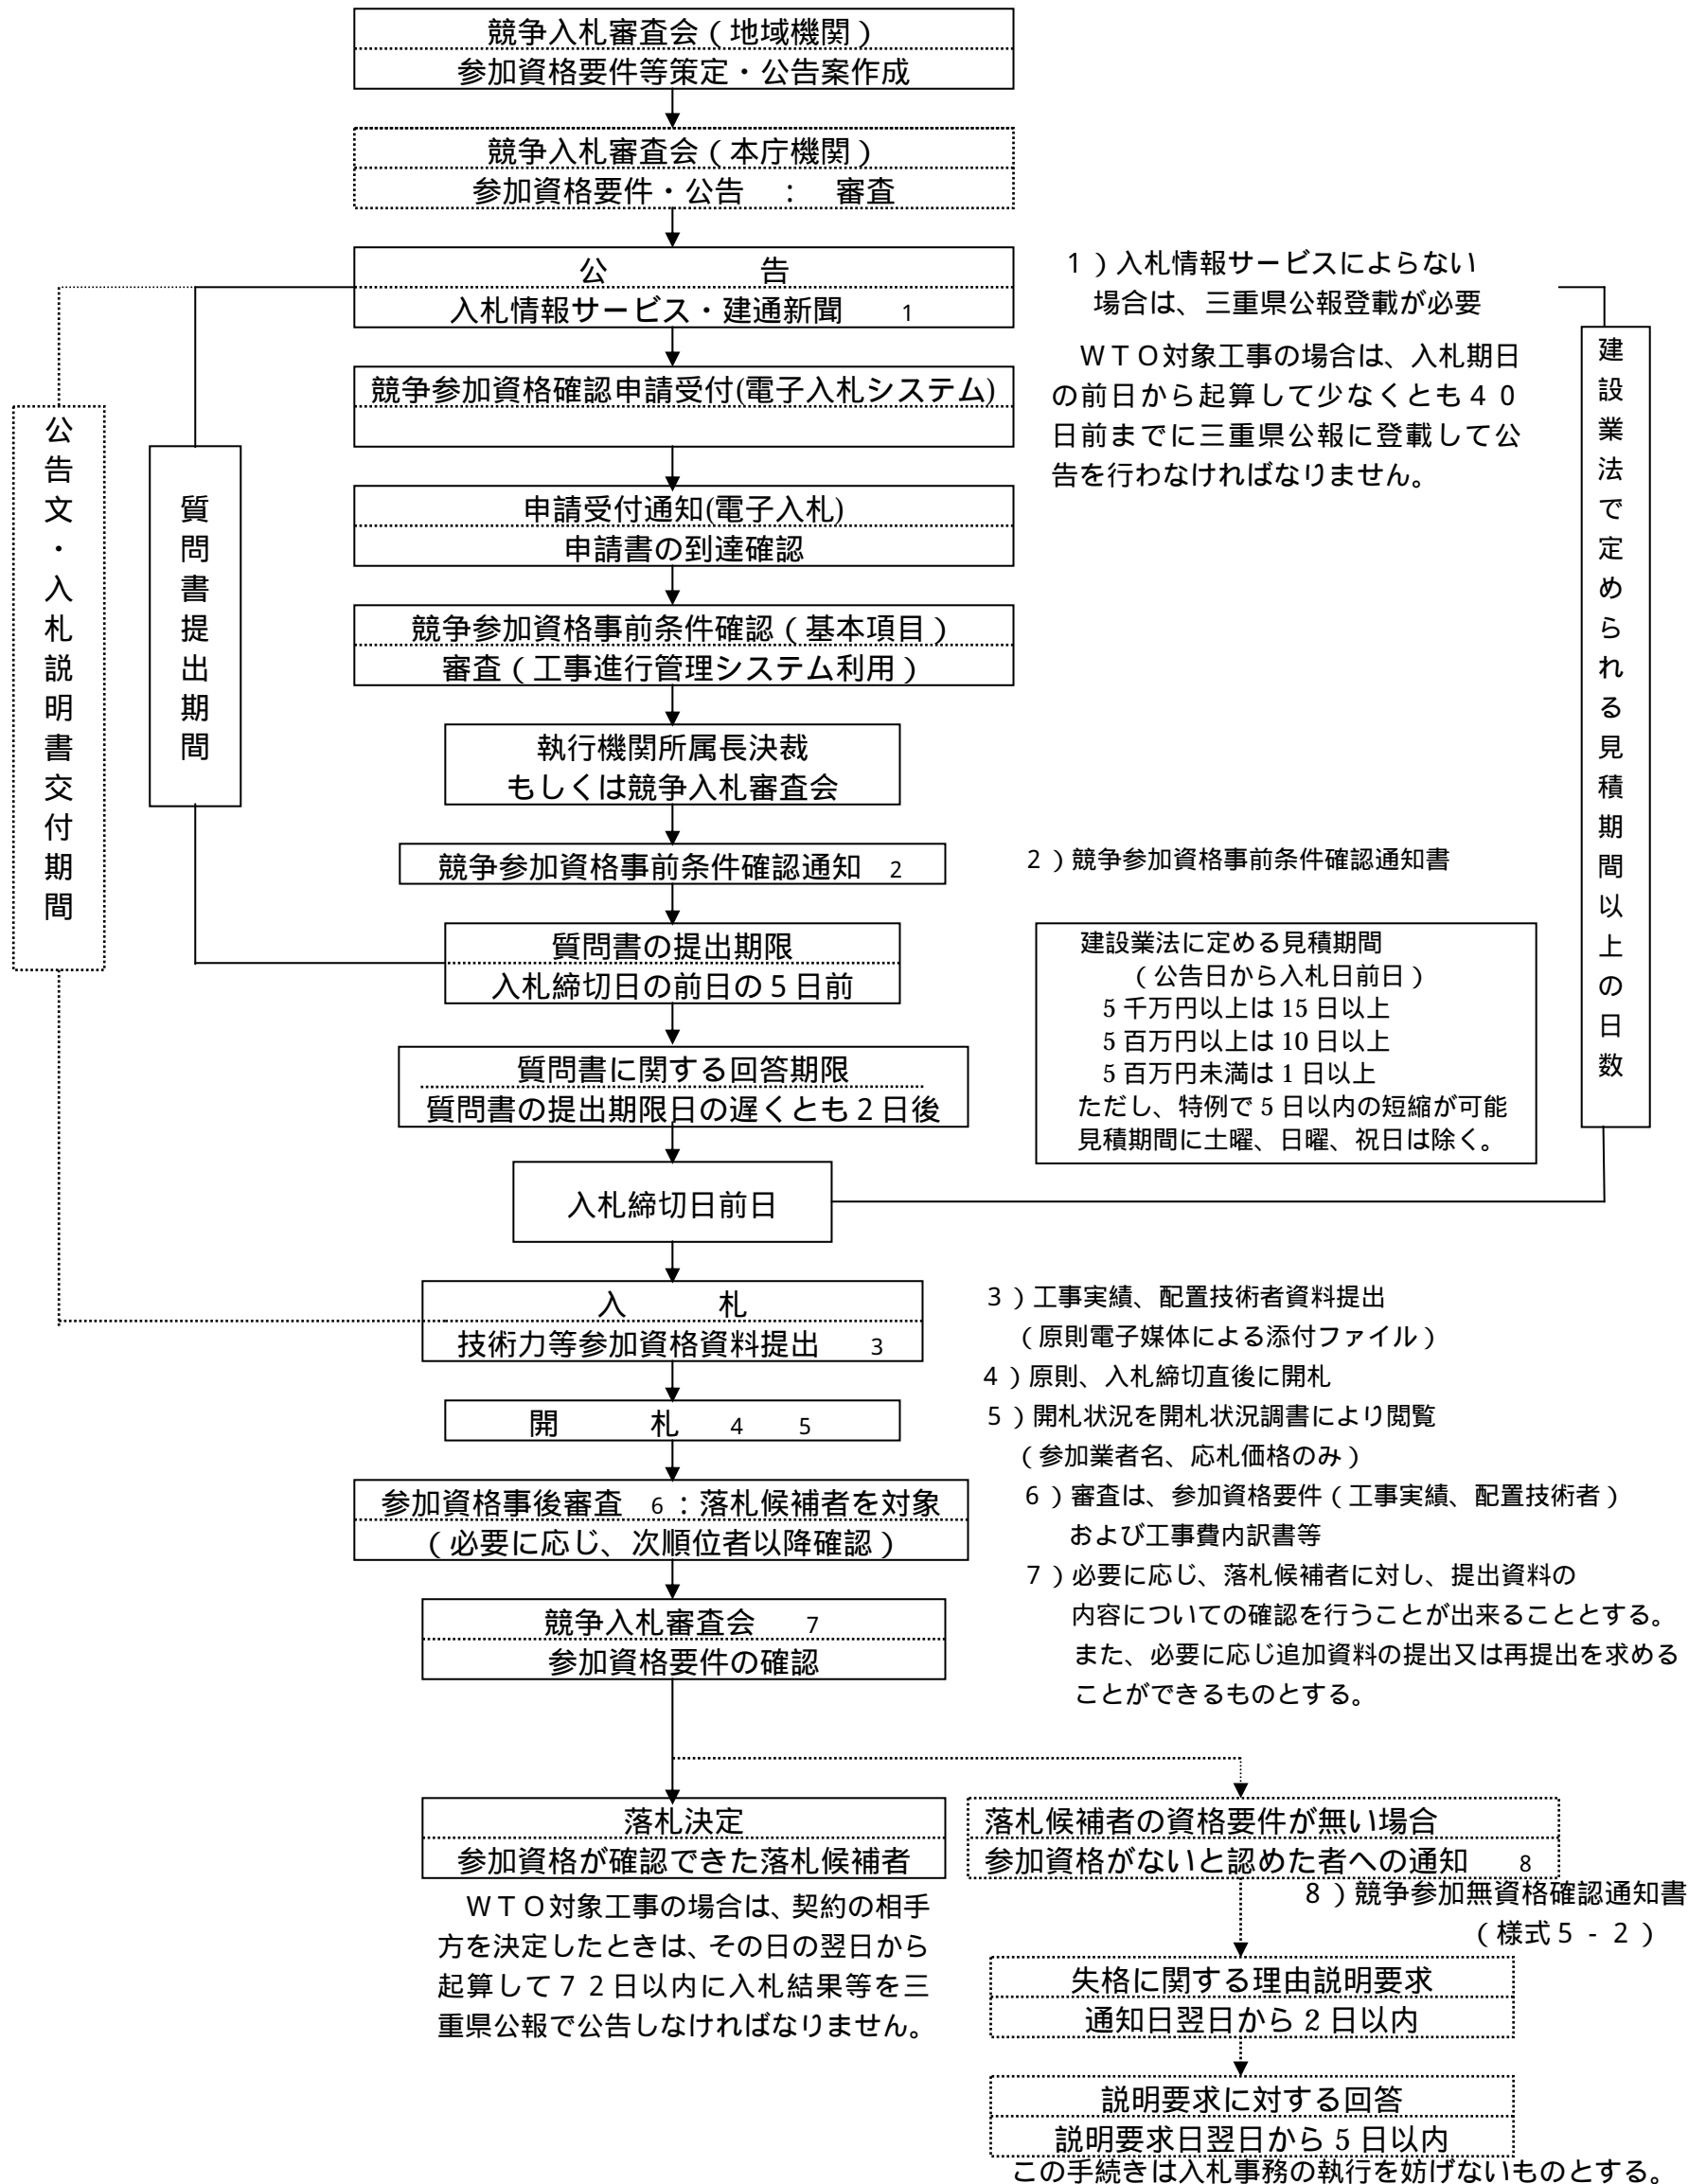 競争入札審査会（地域機関）
参加資格要件等策定・公告案作成
競争入札審査会（本庁機関）
参加資格要件・公告　：　審査
公　　　　　告
入札情報サービス・建通新聞　1
1）入札情報サービスによらない
場合は、三重県公報登載が必要
ＷＴＯ対象工事の場合は、入札期日
の前日から起算して少なくとも４０
日前までに三重県公報に登載して公
告を行わなければなりません。
競争参加資格確認申請受付(電子入札システム)
申請受付通知(電子入札)
申請書の到達確認
競争参加資格事前条件確認（基本項目）
審査（工事進行管理システム利用）
公告文・入札説明書交付期間
質問書提出期間
建設業法で定められる見積期間以上の日数
執行機関所属長決裁
もしくは競争入札審査会
競争参加資格事前条件確認通知　2
2）競争参加資格事前条件確認通知書
質問書の提出期限
入札締切日の前日の5日前
建設業法に定める見積期間
（公告日から入札日前日）
5千万円以上は15日以上
5百万円以上は10日以上
5百万円未満は1日以上
ただし、特例で5日以内の短縮が可能
見積期間に土曜、日曜、祝日は除く。
質問書に関する回答期限
質問書の提出期限日の遅くとも2日後
入札締切日前日
入　　　札
技術力等参加資格資料提出　3
3）工事実績、配置技術者資料提出
（原則電子媒体による添付ファイル）
4）原則、入札締切直後に開札
5）開札状況を開札状況調書により閲覧
（参加業者名、応札価格のみ）
6）審査は、参加資格要件（工事実績、配置技術者）
および工事費内訳書等
7）必要に応じ、落札候補者に対し、提出資料の
内容についての確認を行うことが出来ることとする。
また、必要に応じ追加資料の提出又は再提出を求める
ことができるものとする。
開　　　札　4　5
参加資格事後審査　6：落札候補者を対象
（必要に応じ、次順位者以降確認）
競争入札審査会　7
参加資格要件の確認
落札決定
参加資格が確認できた落札候補者
ＷＴＯ対象工事の場合は、契約の相手
方を決定したときは、その日の翌日から
起算して７２日以内に入札結果等を三
重県公報で公告しなければなりません。
落札候補者の資格要件が無い場合
参加資格がないと認めた者への通知　8
8）競争参加無資格確認通知書
（様式５-２）
失格に関する理由説明要求
通知日翌日から2日以内
説明要求に対する回答
説明要求日翌日から5日以内
この手続きは入札事務の執行を妨げないものとする。